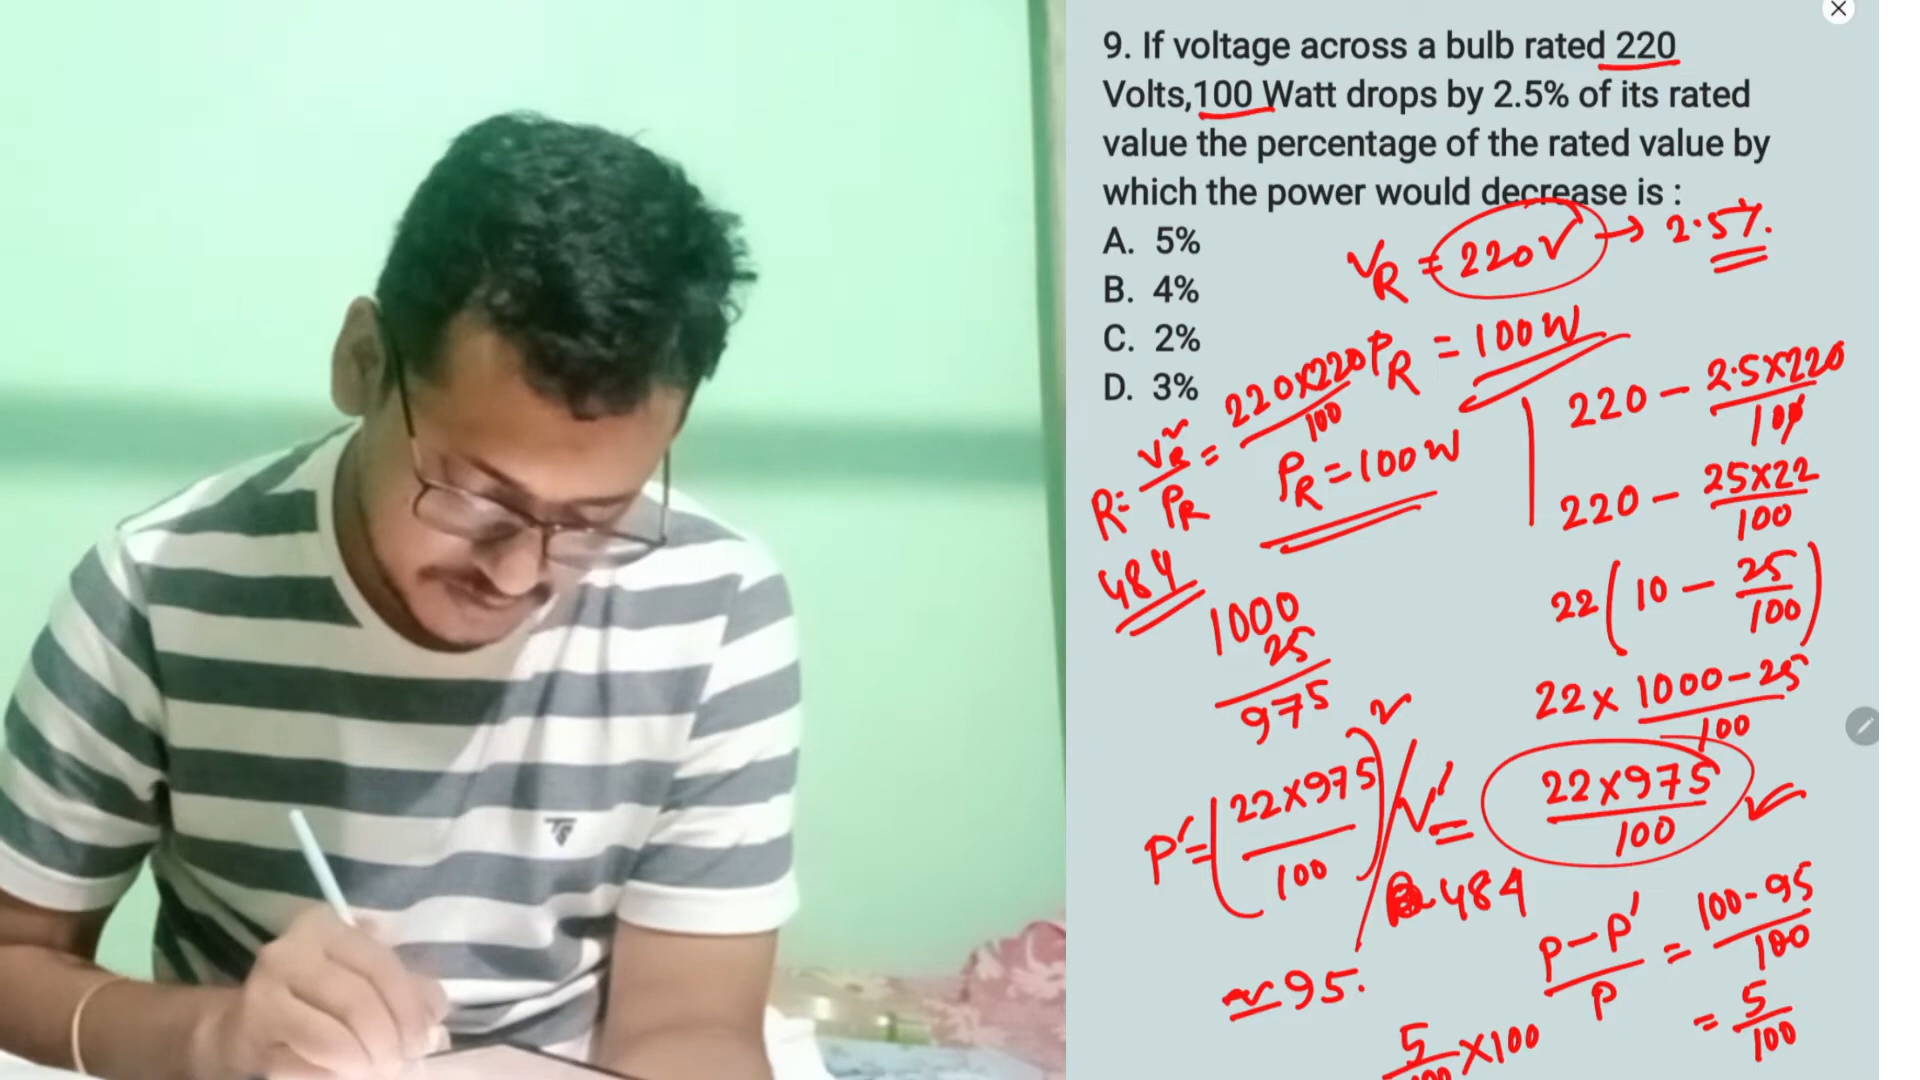 9. If voltage across a bulb rated 220
Volts,100 Watt drops by 2.5% of its rated
value the percentage of the rated value by
which the power would decrease is :
A. 5%
B. 4%
C. 2%
D. 3%
V_R = 220V → 2.5%.
P_R = 100W
R = V_R²/P_R = 220×220/100
484
P_R = 100W
220 − 2.5×220/100
220 − 25×22/100
22(10 − 25/100)
22 × 1000−25/100
1000
25
975
V' = 22×975/100
P' = (22×975/100)²/484
≈ 95.
P−P'/P = 100−95/100
= 5/100
5/100 ×100